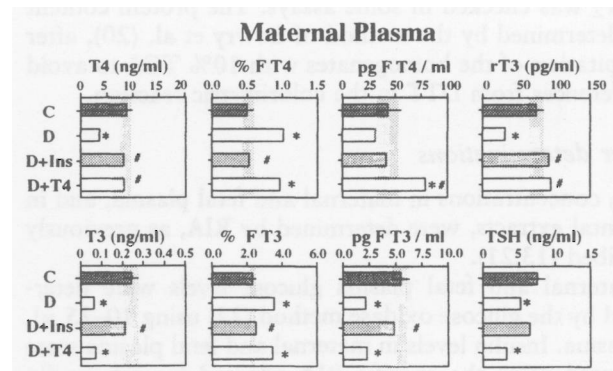 Maternal Plasma
T4 (ng/ml) % F T4 pg F T4 / ml rT3 (pg/ml)
0 5 10 15 20 0.0 0.5 1.0 1.5 0 25 50 75 100 0 50 100 150
C
D * * *
D+Ins # # #
D+T4 # * * # #
T3 (ng/ml) % F T3 pg F T3 / ml TSH (ng/ml)
0 0.1 0.2 0.3 0.4 0.5 0.0 2.0 4.0 6.0 0.0 2.5 5.0 7.5 10.0 0 5 10 15
C
D * * * *
D+Ins # # # *
D+T4 * * * *